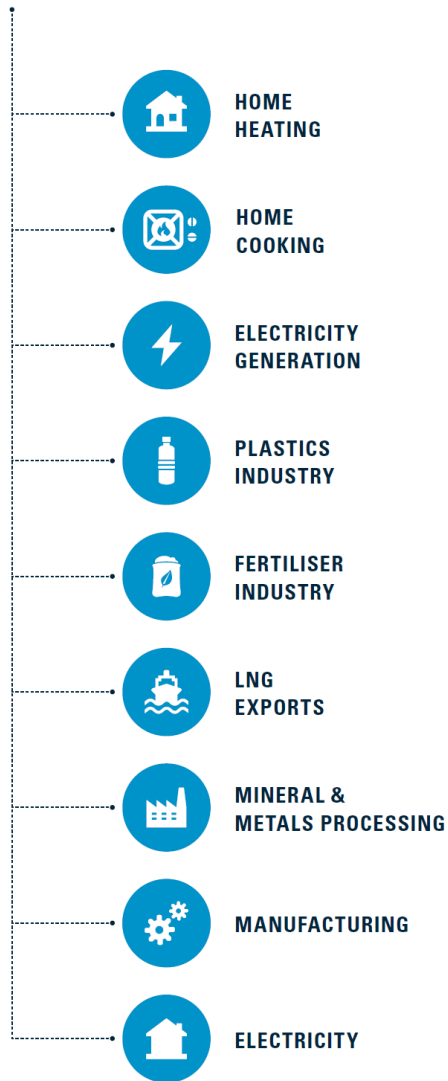 HOME
HEATING
HOME
COOKING
ELECTRICITY
GENERATION
PLASTICS
INDUSTRY
FERTILISER
INDUSTRY
LNG
EXPORTS
MINERAL &
METALS PROCESSING
MANUFACTURING
ELECTRICITY